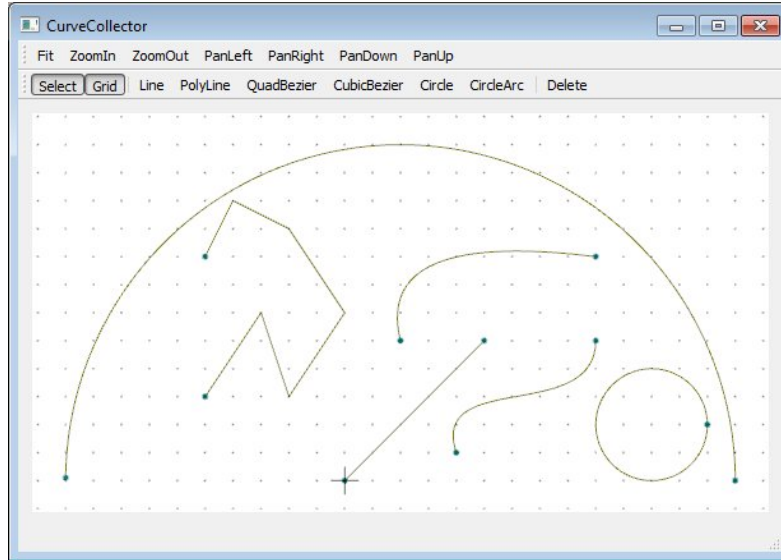 CurveCollector
Fit ZoomIn ZoomOut PanLeft PanRight PanDown PanUp
Select Grid Line PolyLine QuadBezier CubicBezier Circle CircleArc Delete